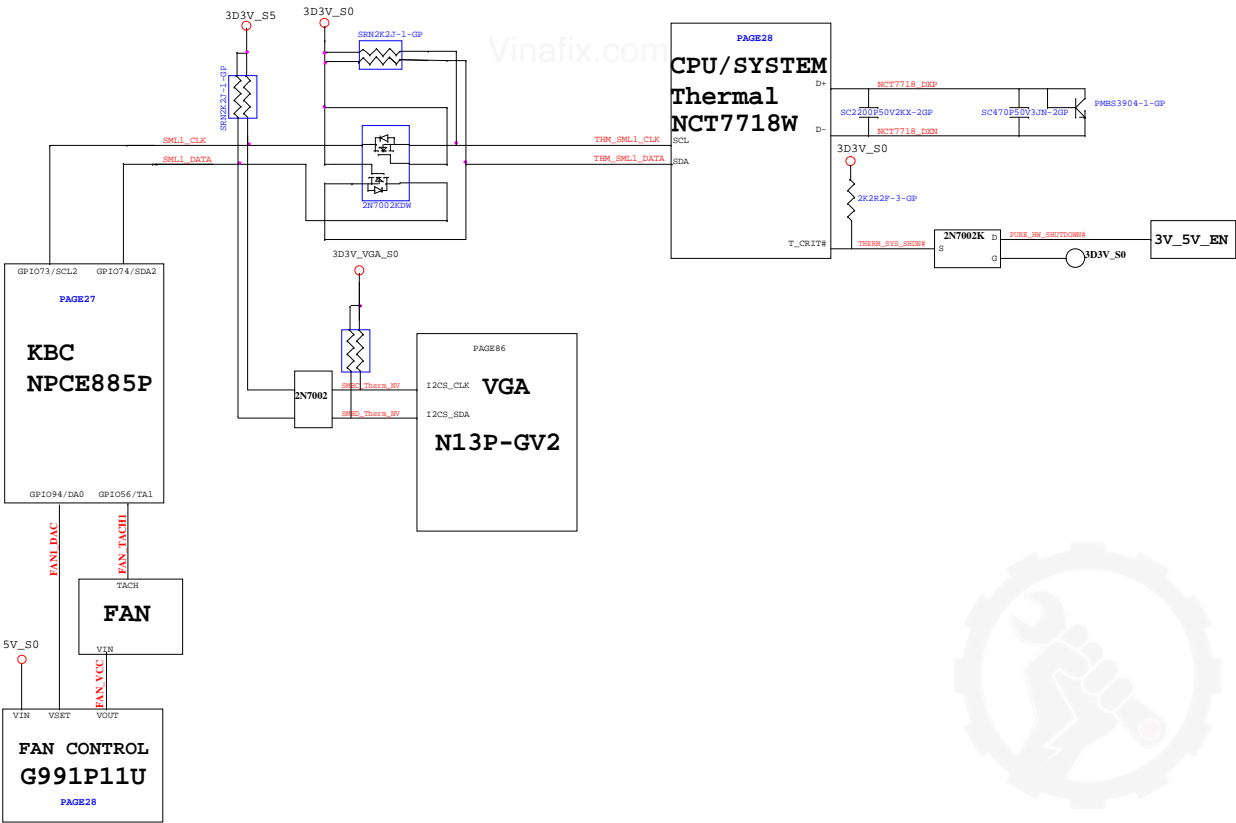 3D3V_S5
3D3V_S0
SRN2K2J-1-GP
SRN2K2J-1-GP
Vinafix.com
PAGE28
CPU/SYSTEM
Thermal
NCT7718W
D+
D-
SCL
SDA
T_CRIT#
NCT7718_DXP
SC2200P50V2KX-2GP
SC470P50V3JN-2GP
PMBS3904-1-GP
NCT7718_DXN
3D3V_S0
2K2R2F-3-GP
THERM_SYS_SHDN#
2N7002K
D
S
G
PURE_HW_SHUTDOWN#
3D3V_S0
3V_5V_EN
SML1_CLK
SML1_DATA
2N7002KDW
THM_SML1_CLK
THM_SML1_DATA
GPIO73/SCL2
GPIO74/SDA2
PAGE27
KBC
NPCE885P
GPIO94/DA0
GPIO56/TA1
3D3V_VGA_S0
2N7002
SMBC_Therm_NV
SMBD_Therm_NV
PAGE86
I2CS_CLK
VGA
I2CS_SDA
N13P-GV2
FAN1_DAC
FAN_TACH1
TACH
FAN
VIN
5V_S0
FAN_VCC
VIN
VSET
VOUT
FAN CONTROL
G991P11U
PAGE28